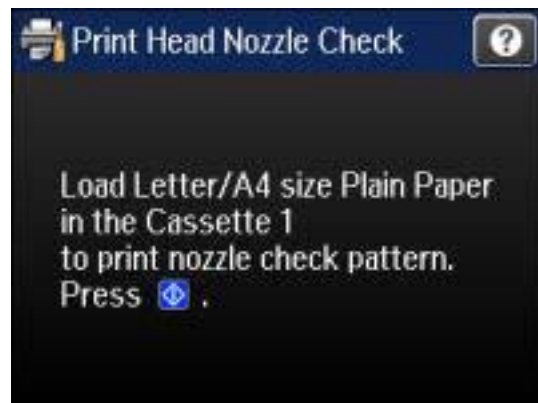 Print Head Nozzle Check
?
Load Letter/A4 size Plain Paper
in the Cassette 1
to print nozzle check pattern.
Press .